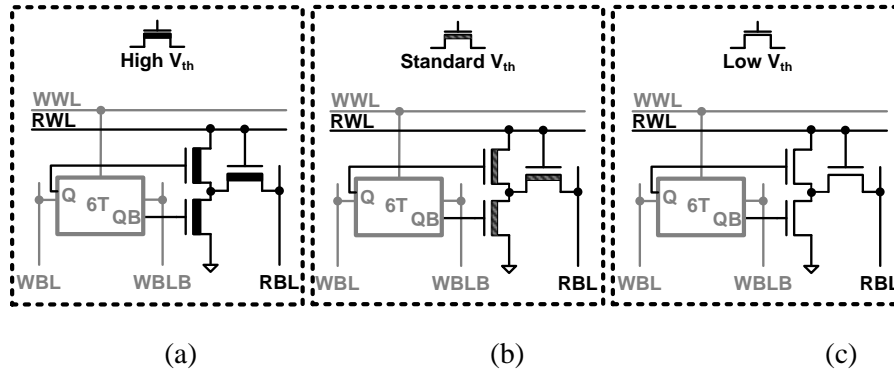 High Vth
WWL
RWL
Q
6T
QB
WBL
WBLB
RBL
Standard Vth
WWL
RWL
Q
6T
QB
WBL
WBLB
RBL
Low Vth
WWL
RWL
Q
6T
QB
WBL
WBLB
RBL
(a)
(b)
(c)